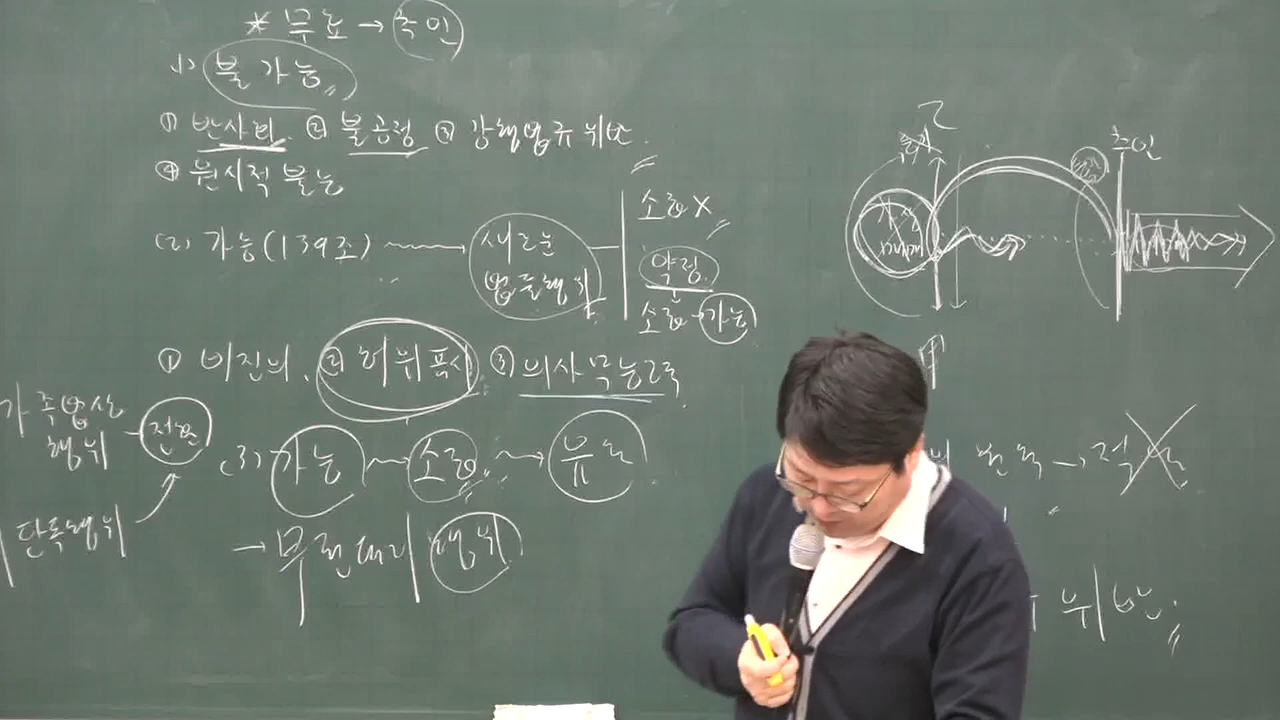 * 무효 → 추인
1) 불가능
① 반사회 ② 불공정 ③ 강행법규 위반
④ 원시적 불능
(2) 가능(139조) → 새로운 법률행위
소급X
약정
소급→가능
① 비진의, ② 허위표시 ③ 의사무능력
가족법상 행위 - 전환
(3) 가능 → 소급 → 유효
단독행위
→ 무권대리 행위
추인
위반